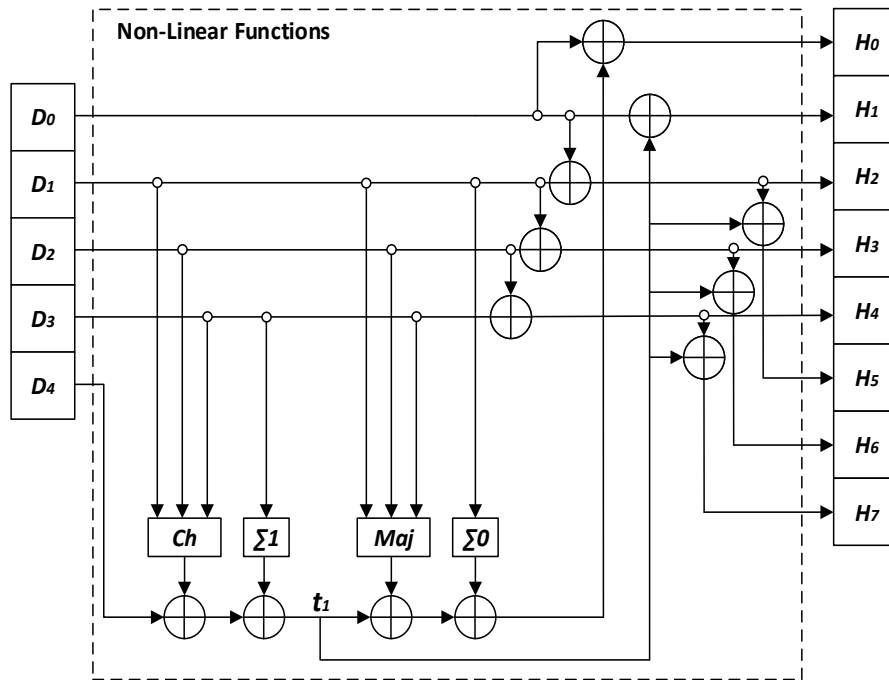 Non-Linear Functions
D0
D1
D2
D3
D4
H0
H1
H2
H3
H4
H5
H6
H7
Ch
∑1
Maj
∑0
t1